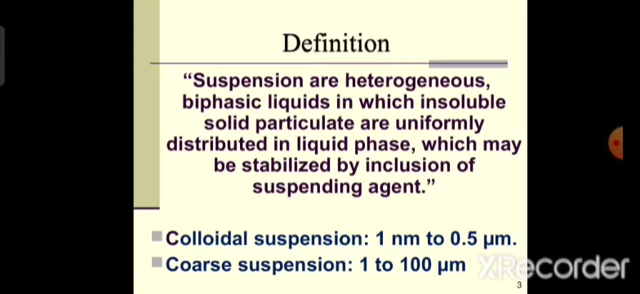 Definition
“Suspension are heterogeneous,
biphasic liquids in which insoluble
solid particulate are uniformly
distributed in liquid phase, which may
be stabilized by inclusion of
suspending agent.”
Colloidal suspension: 1 nm to 0.5 µm.
Coarse suspension: 1 to 100 µm
XRecorder
3